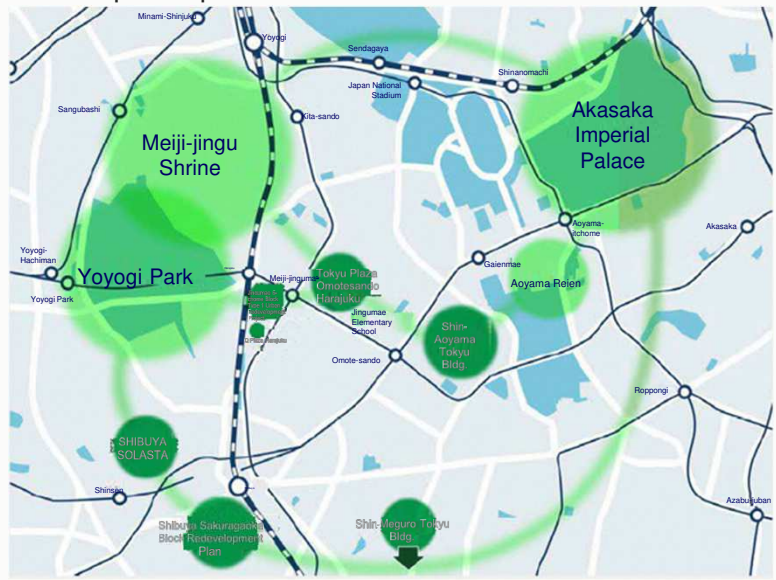 Minami-Shinjuku
Yoyogi
Sendagaya
Shinanomachi
Japan National
Stadium
Sangubashi
Kita-sando
Meiji-jingu
Shrine
Akasaka
Imperial
Palace
Aoyama-
itchome
Akasaka
Yoyogi-
Hachiman
Yoyogi Park
Yoyogi Park
Meiji-jingumae
Tokyu Plaza
Omotesando
Harajuku
Gaienmae
Aoyama Reien
Jingumae
Elementary
School
Shin-
Aoyama
Tokyu
Bldg.
Omote-sando
Roppongi
SHIBUYA
SOLASTA
Shinsen
Shibuya Sakuragaoka
Block Redevelopment
Plan
Shin-Meguro Tokyu
Bldg.
Azabu-juban